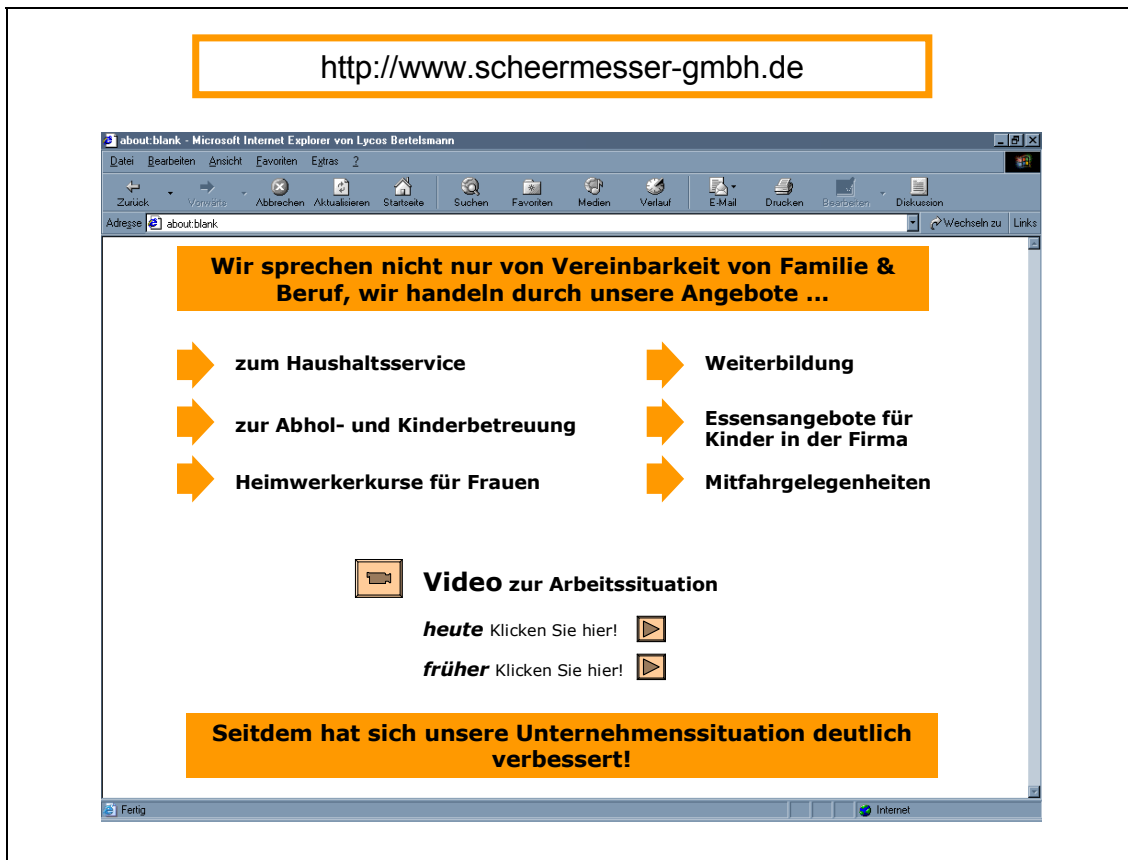 http://www.scheermesser-gmbh.de
about:blank - Microsoft Internet Explorer von Lycos Bertelsmann
Datei Bearbeiten Ansicht Favoriten Extras ?
Zurück Vorwärts Abbrechen Aktualisieren Startseite Suchen Favoriten Medien Verlauf E-Mail Drucken Bearbeiten Diskussion
Adresse about:blank Wechseln zu Links
Wir sprechen nicht nur von Vereinbarkeit von Familie &
Beruf, wir handeln durch unsere Angebote ...
zum Haushaltsservice
Weiterbildung
zur Abhol- und Kinderbetreuung
Essensangebote für
Kinder in der Firma
Heimwerkerkurse für Frauen
Mitfahrgelegenheiten
Video zur Arbeitssituation
heute Klicken Sie hier!
früher Klicken Sie hier!
Seitdem hat sich unsere Unternehmenssituation deutlich
verbessert!
Fertig Internet